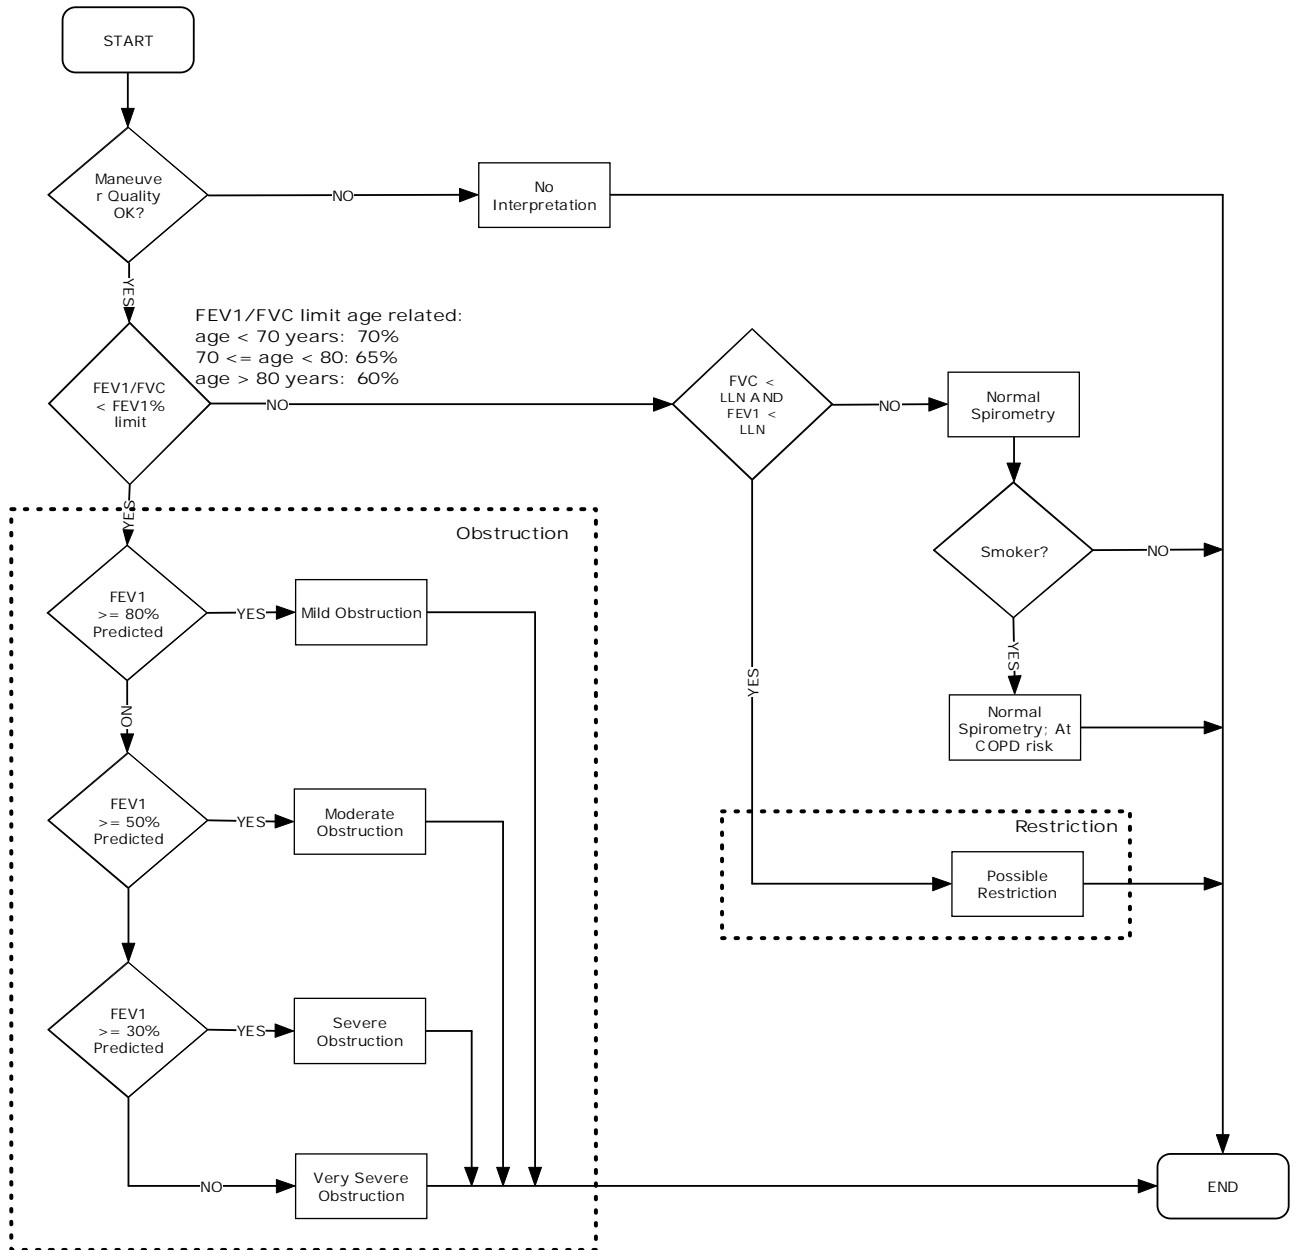 START
Maneuve
r Quality
OK?
NO
No
Interpretation
YES
FEV1/FVC limit age related:
age < 70 years:  70%
70 <= age < 80: 65%
age > 80 years:  60%
FEV1/FVC
< FEV1%
limit
NO
FVC <
LLN AND
FEV1 <
LLN
NO
Normal
Spirometry
YES
Obstruction
Smoker?
NO
FEV1
>= 80%
Predicted
YES
Mild Obstruction
YES
YES
NO
Normal
Spirometry; At
COPD risk
FEV1
>= 50%
Predicted
YES
Moderate
Obstruction
Restriction
Possible
Restriction
FEV1
>= 30%
Predicted
YES
Severe
Obstruction
NO
Very Severe
Obstruction
END